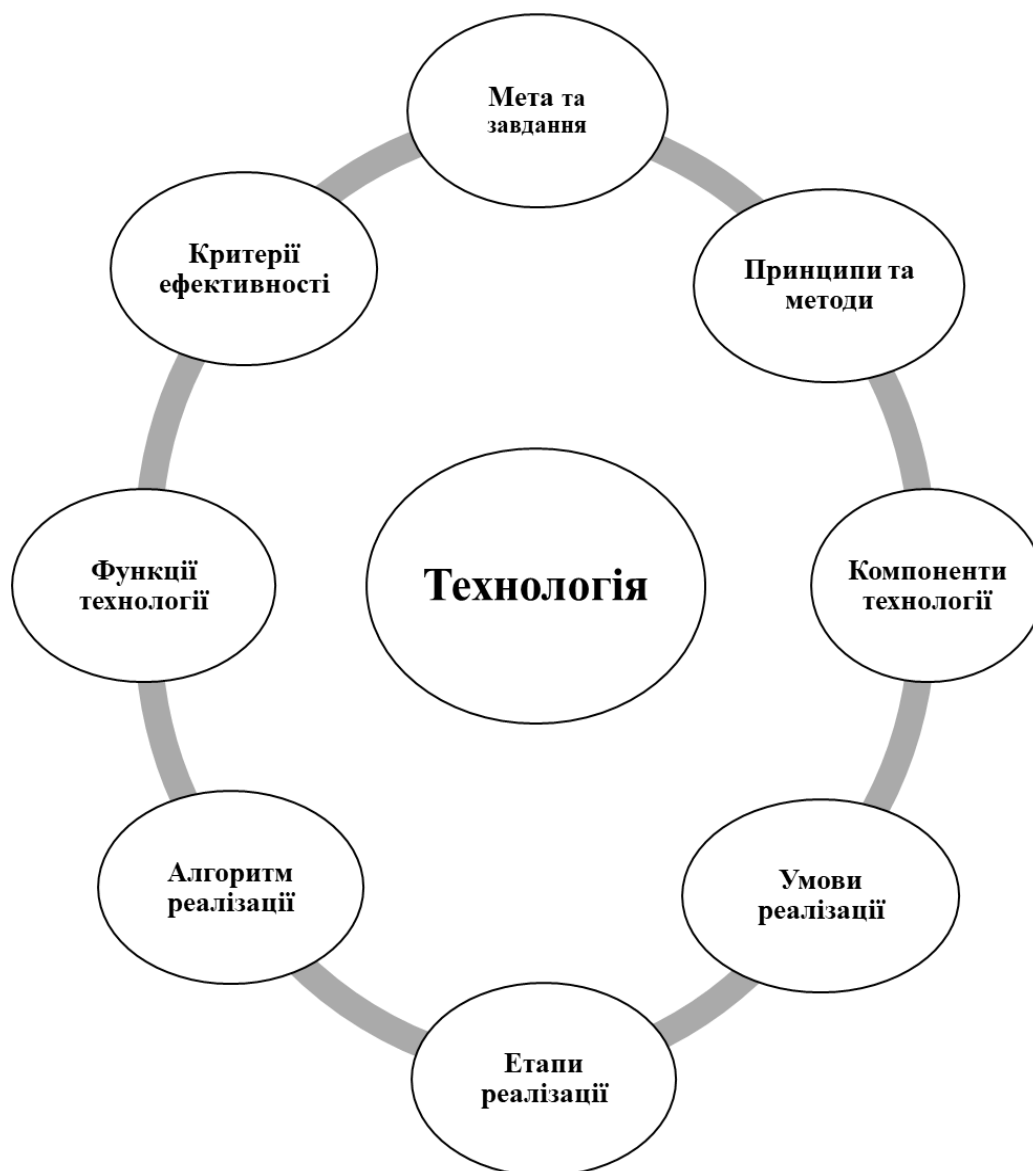 Мета та
завдання
Принципи та
методи
Компоненти
технології
Умови
реалізації
Етапи
реалізації
Алгоритм
реалізації
Функції
технології
Критерії
ефективності
Технологія